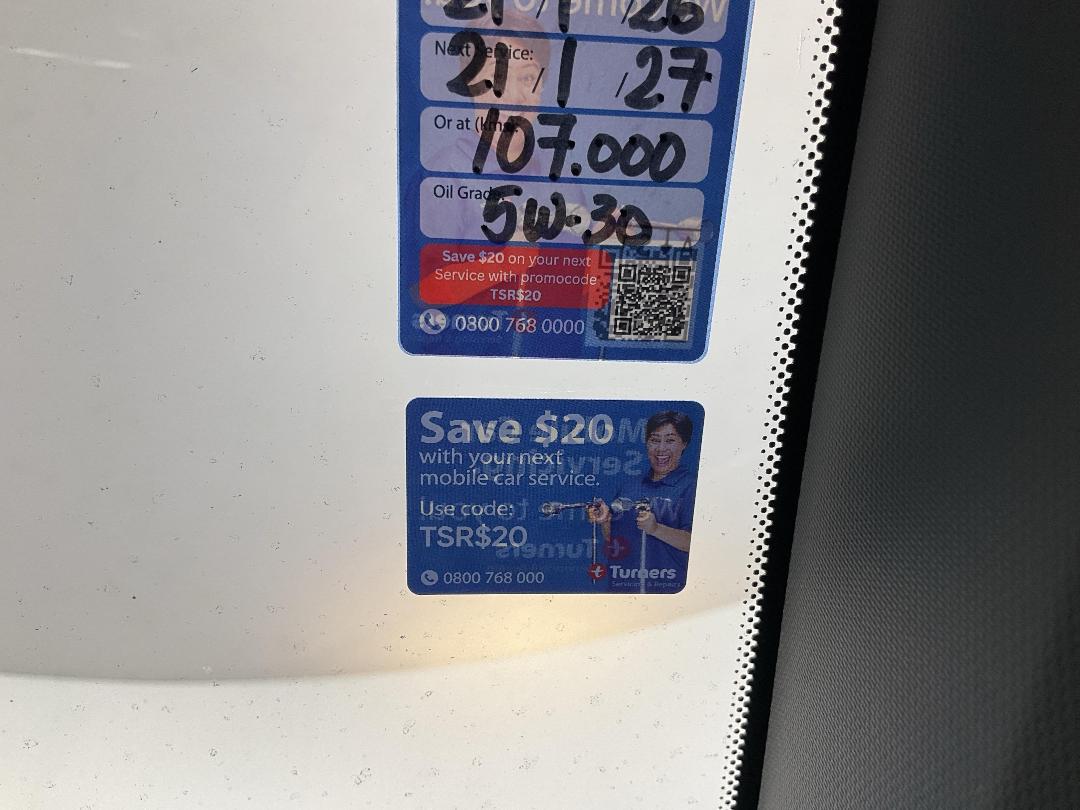 21/1/26
Next Service:
21/1/27
Or at (kms):
107.000
Oil Grade
5W-30
Save $20 on your next
Service with promocode
TSR$20
0800 768 0000
Save $20
with your next
mobile car service.
Use code:
TSR$20
0800 768 000
Turners
Servicing & Repairs